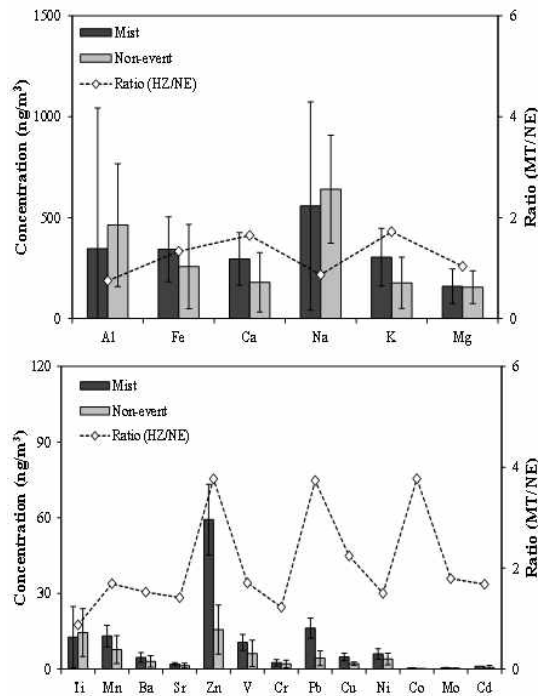 1500
1000
500
0
6
4
2
0
Concentration (ng/m³)
Ratio (MT/NE)
Mist
Non-event
Ratio (HZ/NE)
Al Fe Ca Na K Mg
120
90
60
30
0
6
4
2
0
Concentration (ng/m³)
Ratio (MT/NE)
Mist
Non-event
Ratio (HZ/NE)
Ti Mn Ba Sr Zn V Cr Pb Cu Ni Co Mo Cd